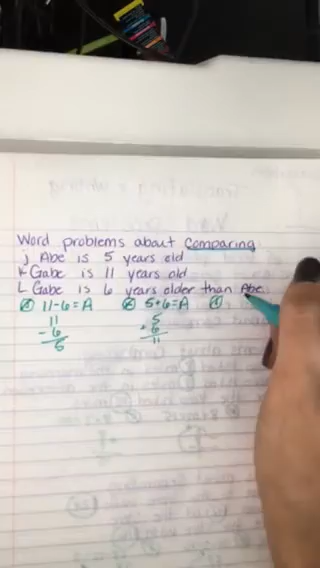 Word problems about Comparing
j Abe is 5 years old
K Gabe is 11 years old
L Gabe is 6 years older than Abe.
j 11-6=A K 5+6=A L
11 5
-6 +6
5 11